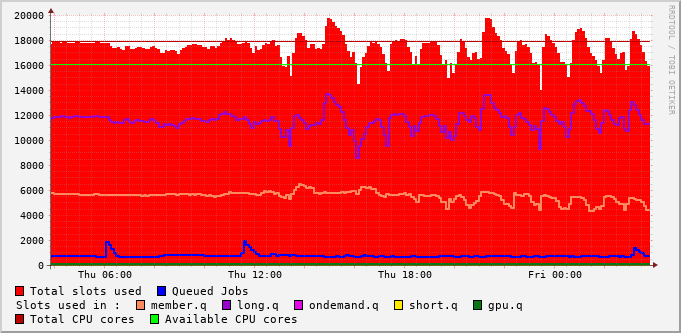 20000
18000
16000
14000
12000
10000
8000
6000
4000
2000
0
Thu 06:00 Thu 12:00 Thu 18:00 Fri 00:00
RRDTOOL / TOBI OETIKER
Total slots used Queued Jobs
Slots used in : member.q long.q ondemand.q short.q gpu.q
Total CPU cores Available CPU cores